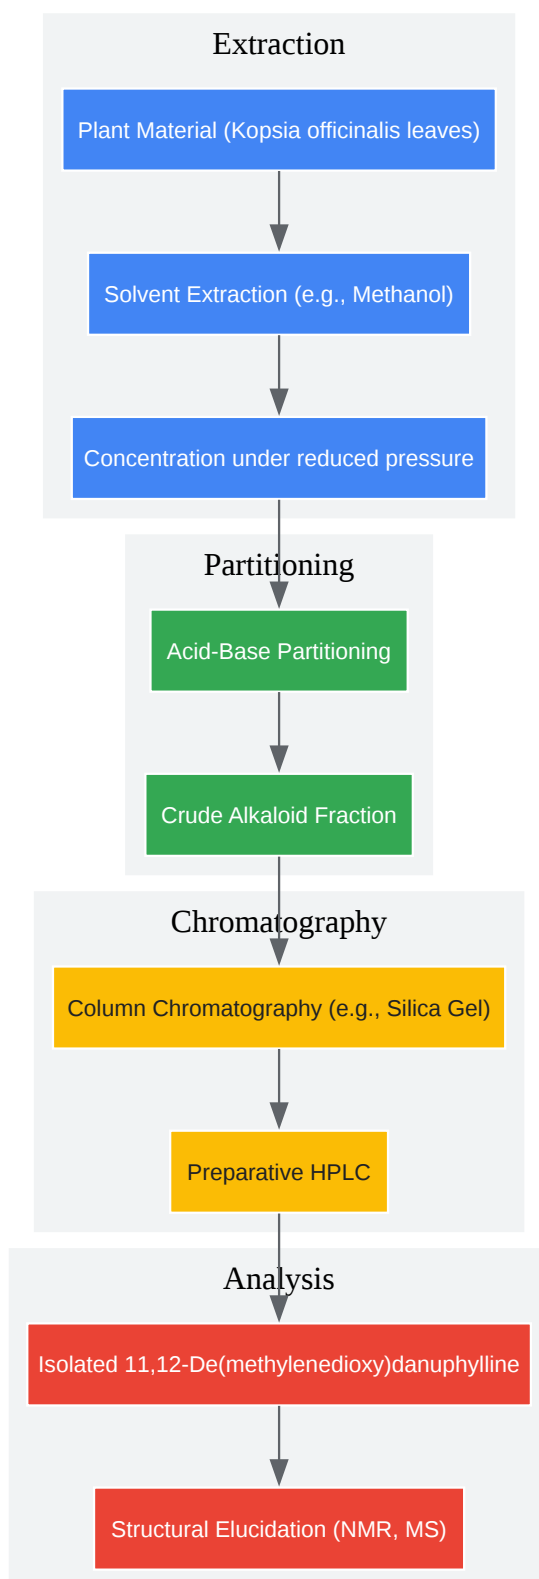 Extraction
Plant Material (Kopsia officinalis leaves)
Solvent Extraction (e.g., Methanol)
Concentration under reduced pressure
Partitioning
Acid-Base Partitioning
Crude Alkaloid Fraction
Chromatography
Column Chromatography (e.g., Silica Gel)
Preparative HPLC
Analysis
Isolated 11,12-De(methylenedioxy)danuphylline
Structural Elucidation (NMR, MS)